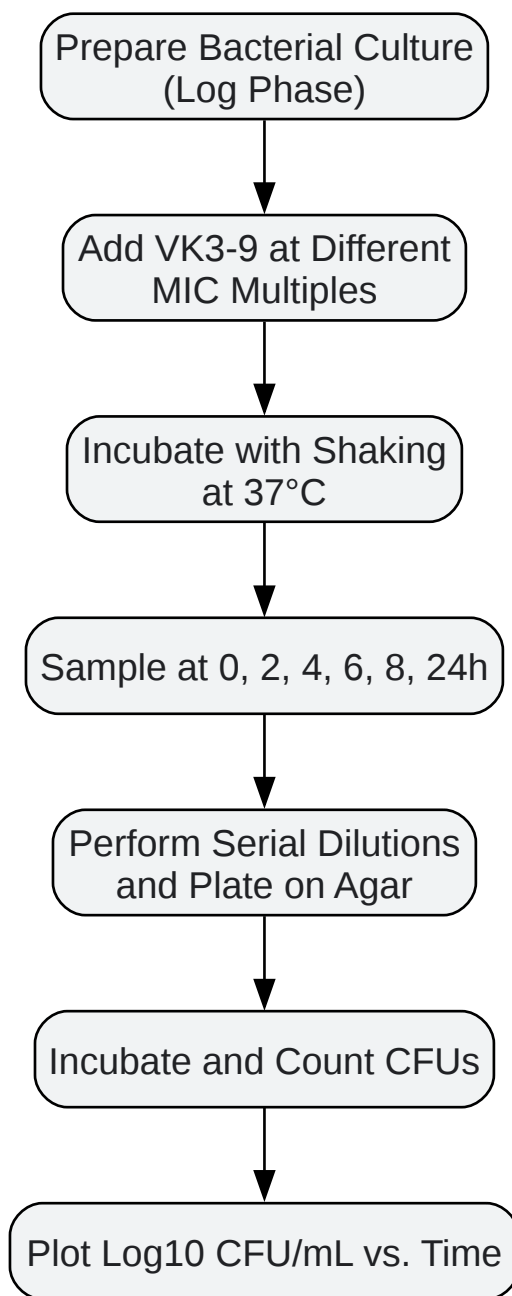 Prepare Bacterial Culture
(Log Phase)
Add VK3-9 at Different
MIC Multiples
Incubate with Shaking
at 37°C
Sample at 0, 2, 4, 6, 8, 24h
Perform Serial Dilutions
and Plate on Agar
Incubate and Count CFUs
Plot Log10 CFU/mL vs. Time